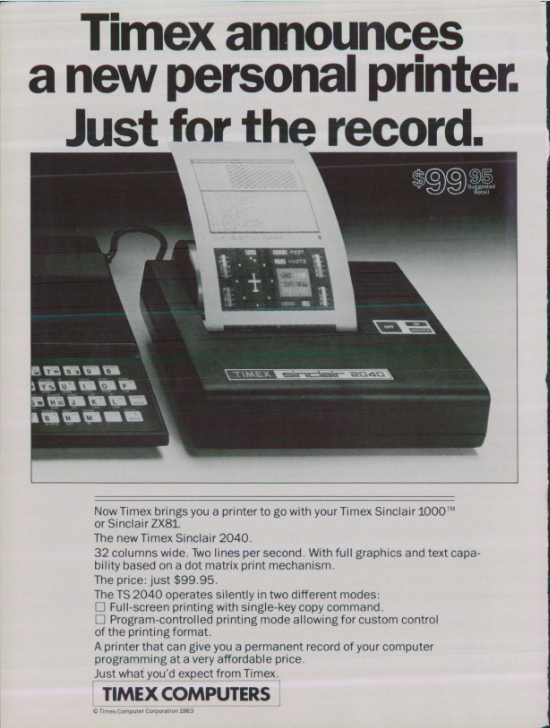 Timex announces
a new personal printer.
Just for the record.
$99 95
Suggested
Retail
OFF
TIMEX sinclair 2040
7 8 9
Y U I O P
H J K L
B N M
Now Timex brings you a printer to go with your Timex Sinclair 1000™
or Sinclair ZX81.
The new Timex Sinclair 2040.
32 columns wide. Two lines per second. With full graphics and text capa-
bility based on a dot matrix print mechanism.
The price: just $99.95.
The TS 2040 operates silently in two different modes:
☐ Full-screen printing with single-key copy command.
☐ Program-controlled printing mode allowing for custom control
of the printing format.
A printer that can give you a permanent record of your computer
programming at a very affordable price.
Just what you'd expect from Timex.
TIMEX COMPUTERS
© Timex Computer Corporation 1983